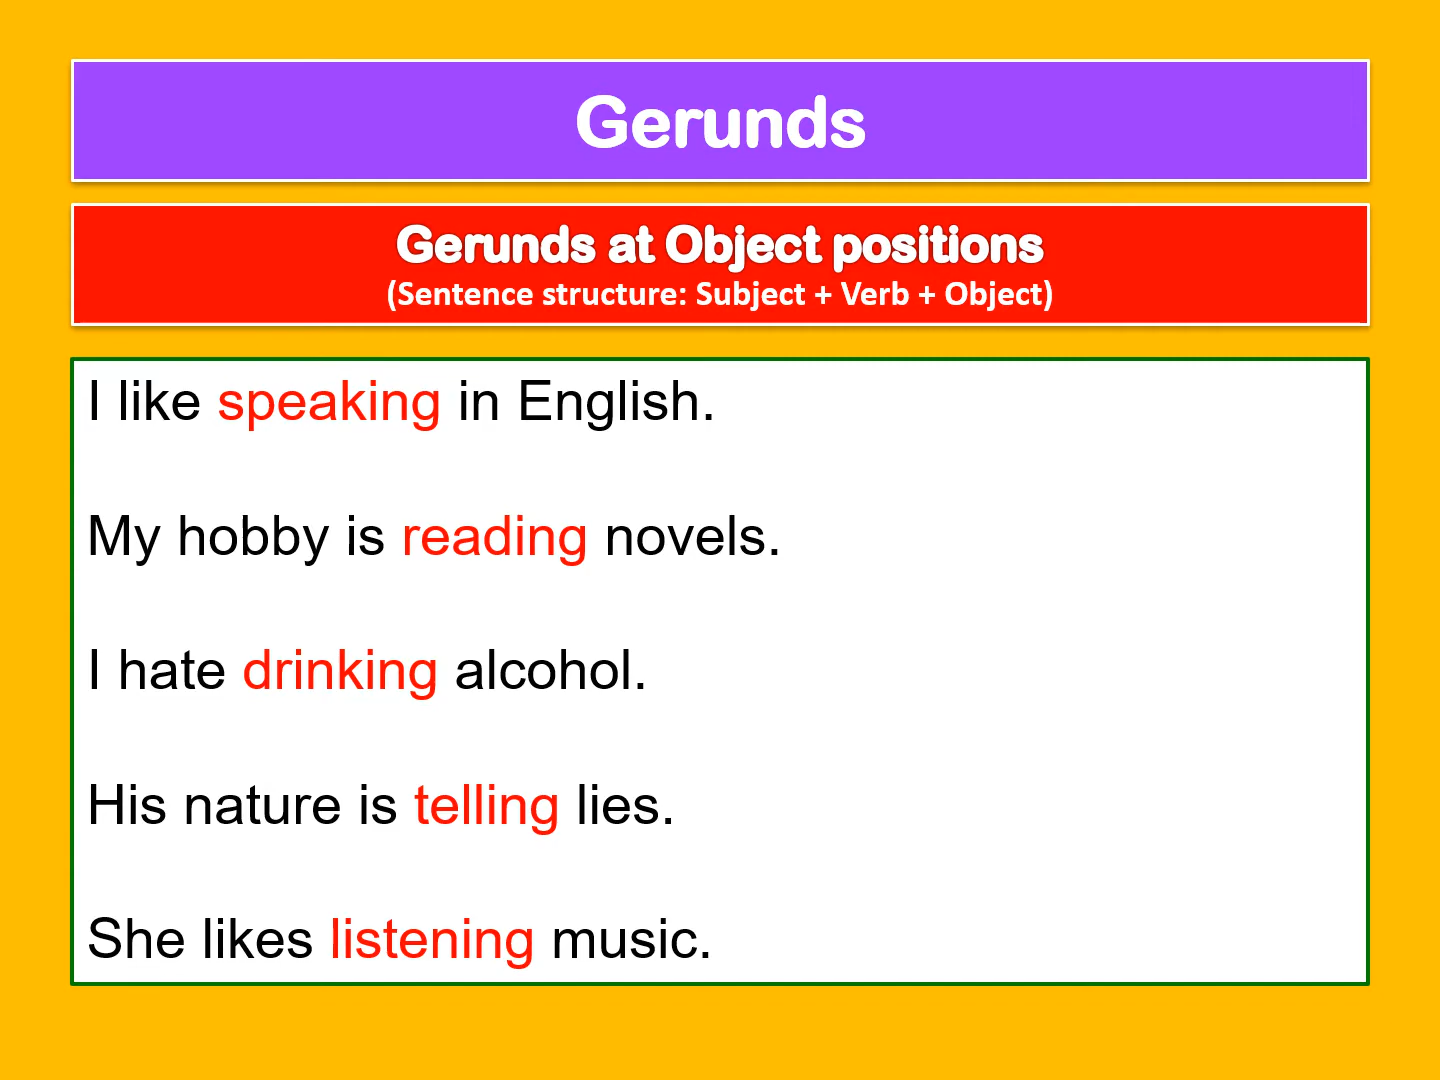 Gerunds
Gerunds at Object positions
(Sentence structure: Subject + Verb + Object)
I like speaking in English.
My hobby is reading novels.
I hate drinking alcohol.
His nature is telling lies.
She likes listening music.